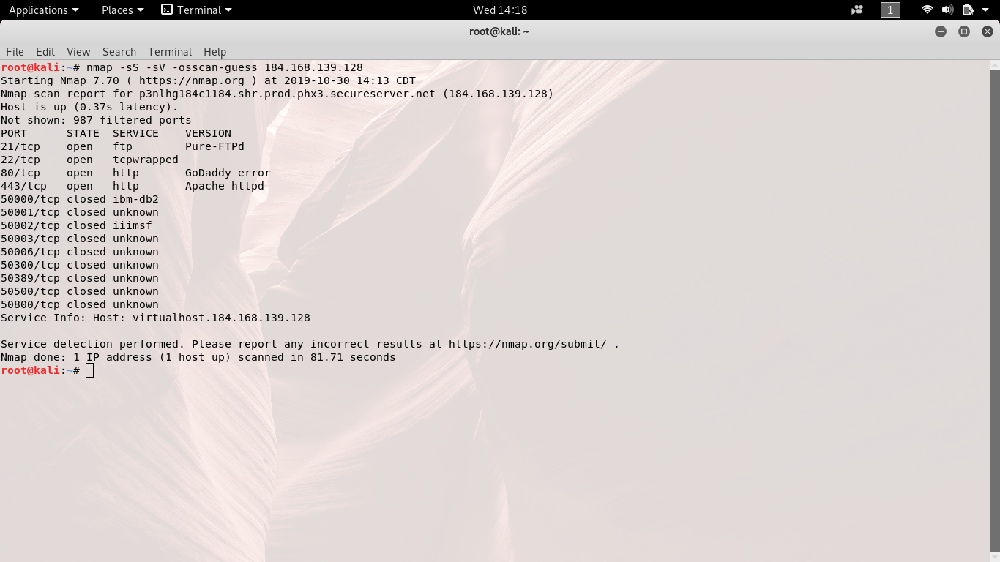 Applications Places Terminal Wed 14:18 1
root@kali: ~
File Edit View Search Terminal Help
root@kali:~# nmap -sS -sV -osscan-guess 184.168.139.128
Starting Nmap 7.70 ( https://nmap.org ) at 2019-10-30 14:13 CDT
Nmap scan report for p3nlhg184c1184.shr.prod.phx3.secureserver.net (184.168.139.128)
Host is up (0.37s latency).
Not shown: 987 filtered ports
PORT      STATE  SERVICE    VERSION
21/tcp    open   ftp        Pure-FTPd
22/tcp    open   tcpwrapped
80/tcp    open   http       GoDaddy error
443/tcp   open   http       Apache httpd
50000/tcp closed ibm-db2
50001/tcp closed unknown
50002/tcp closed iiimsf
50003/tcp closed unknown
50006/tcp closed unknown
50300/tcp closed unknown
50389/tcp closed unknown
50500/tcp closed unknown
50800/tcp closed unknown
Service Info: Host: virtualhost.184.168.139.128
Service detection performed. Please report any incorrect results at https://nmap.org/submit/ .
Nmap done: 1 IP address (1 host up) scanned in 81.71 seconds
root@kali:~#